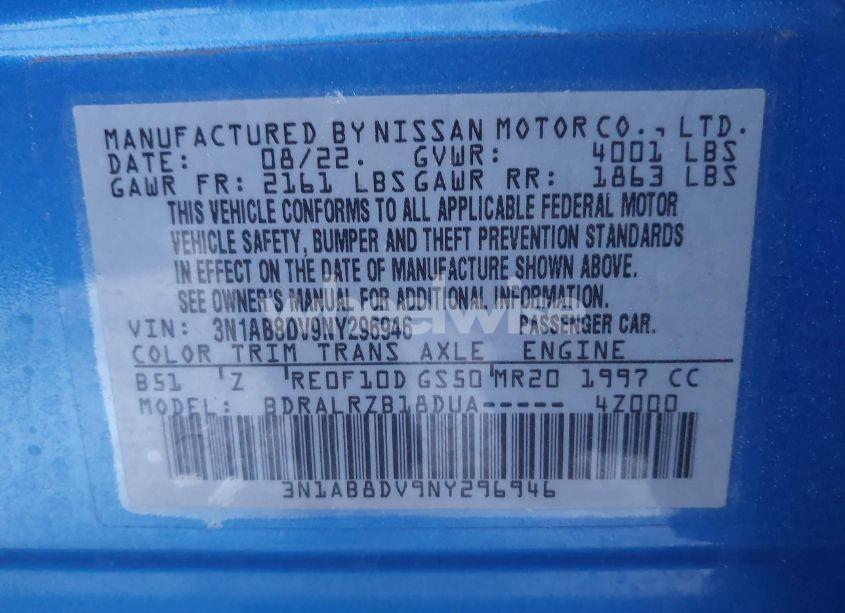 MANUFACTURED BY NISSAN MOTOR CO., LTD.
DATE: 08/22. GVWR: 4001 LBS
GAWR FR: 2161 LBS GAWR RR: 1863 LBS
THIS VEHICLE CONFORMS TO ALL APPLICABLE FEDERAL MOTOR
VEHICLE SAFETY, BUMPER AND THEFT PREVENTION STANDARDS
IN EFFECT ON THE DATE OF MANUFACTURE SHOWN ABOVE.
SEE OWNER'S MANUAL FOR ADDITIONAL INFORMATION.
VIN: 3N1AB8DV9NY296946 PASSENGER CAR.
COLOR TRIM TRANS AXLE ENGINE
B51 Z RE0F10D GS50 MR20 1997 CC
MODEL: BDRALRZB18DUA----- 4Z000
3N1AB8DV9NY296946